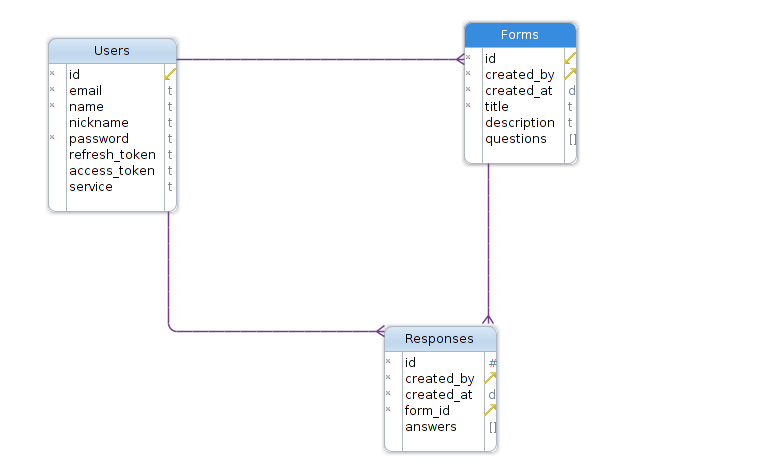 Users
* id
* email t
* name t
nickname t
* password t
refresh_token t
access_token t
service t
Forms
* id
* created_by
* created_at d
* title t
description t
questions []
Responses
* id #
* created_by
* created_at d
* form_id
answers []